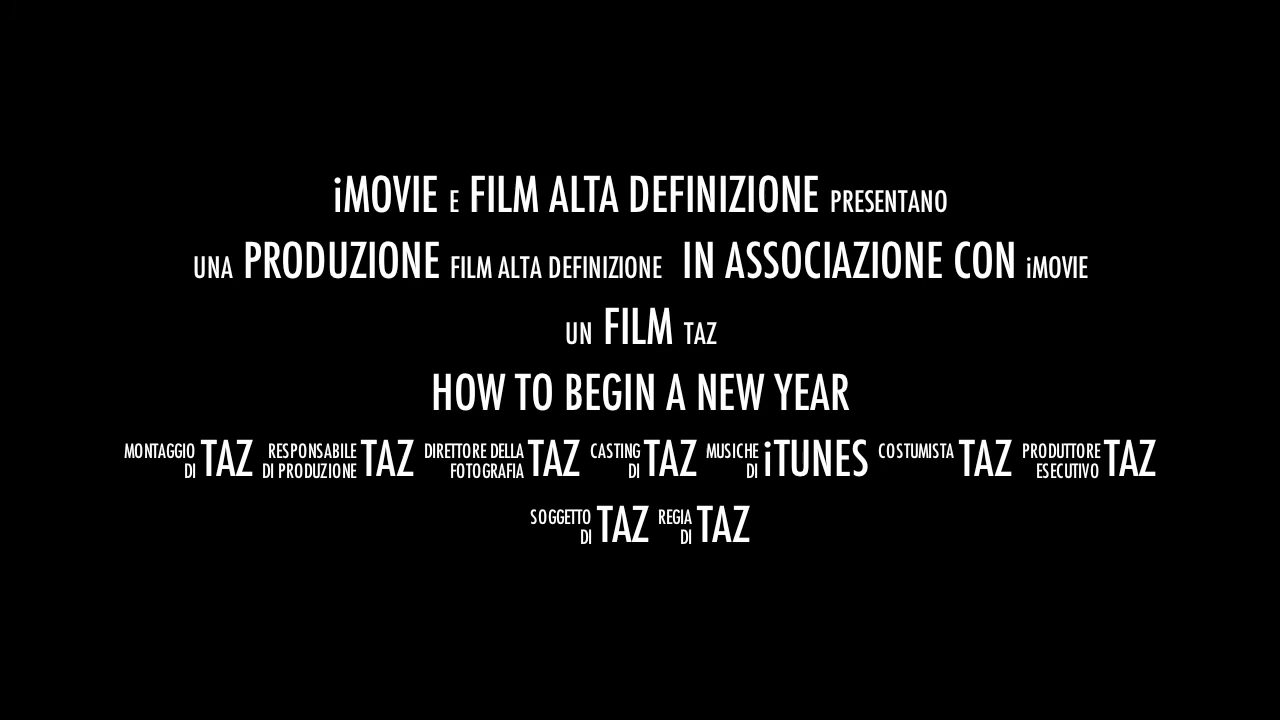 iMOVIE E FILM ALTA DEFINIZIONE PRESENTANO
UNA PRODUZIONE FILM ALTA DEFINIZIONE IN ASSOCIAZIONE CON iMOVIE
UN FILM TAZ
HOW TO BEGIN A NEW YEAR
MONTAGGIO DI TAZ RESPONSABILE DI PRODUZIONE TAZ DIRETTORE DELLA FOTOGRAFIA TAZ CASTING DI TAZ MUSICHE DI iTUNES COSTUMISTA TAZ PRODUTTORE ESECUTIVO TAZ
SOGGETTO DI TAZ REGIA DI TAZ